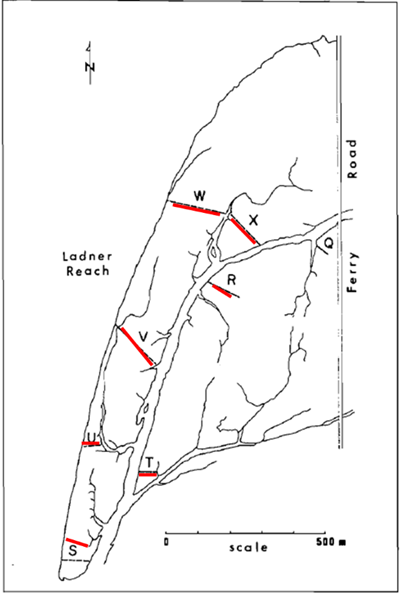 N
Road
W
X
Q
Ladner
Reach
Ferry
R
V
U
T
0 500 m
scale
S